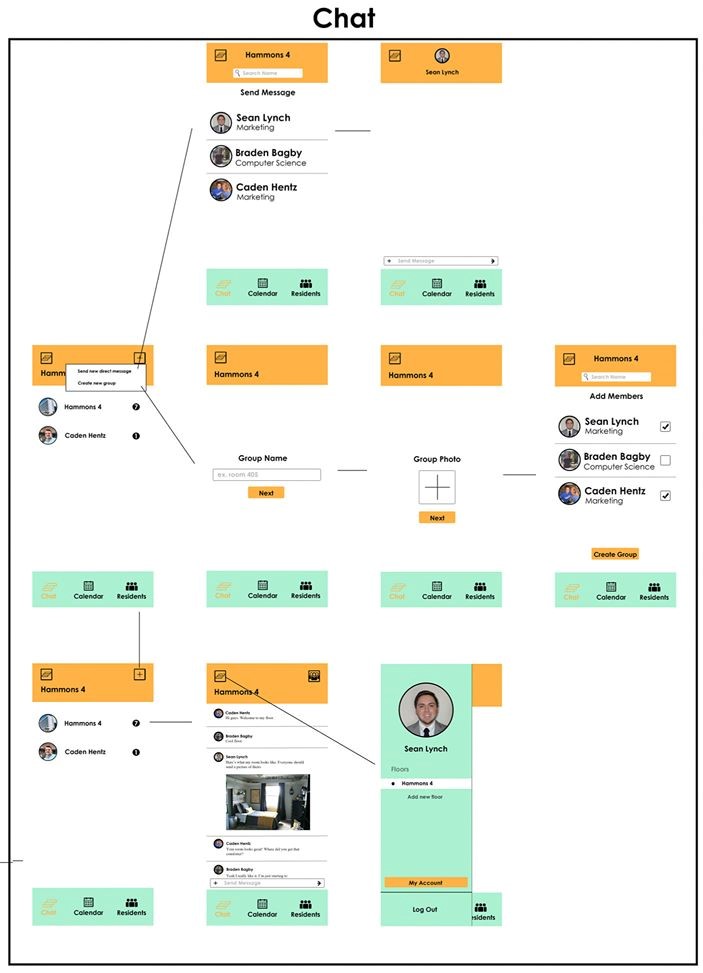 Chat
Hammons 4
Search Name
Send Message
Sean Lynch
Marketing
Braden Bagby
Computer Science
Caden Hentz
Marketing
Chat Calendar Residents
Sean Lynch
Send Message
Chat Calendar Residents
Hamm
Send new direct message
Create new group
Hammons 4 7
Caden Hentz 1
Chat Calendar Residents
Hammons 4
Group Name
ex. room 405
Next
Chat Calendar Residents
Hammons 4
Group Photo
Next
Chat Calendar Residents
Hammons 4
Search Name
Add Members
Sean Lynch
Marketing
Braden Bagby
Computer Science
Caden Hentz
Marketing
Create Group
Chat Calendar Residents
Hammons 4
Hammons 4 7
Caden Hentz 1
Chat Calendar Residents
Hammons 4
Caden Hentz
Hi guys. Welcome to my floor
Braden Bagby
Cool floor.
Sean Lynch
Here's what my room looks like. Everyone should
send a picture of theirs
Caden Hentz
Your room looks great! Where did you get that
comforter?
Braden Bagby
Yeah I really like it. I'm just starting to
Send Message
Chat Calendar Residents
Sean Lynch
Floors
Hammons 4
Add new floor
My Account
Log Out
sidents